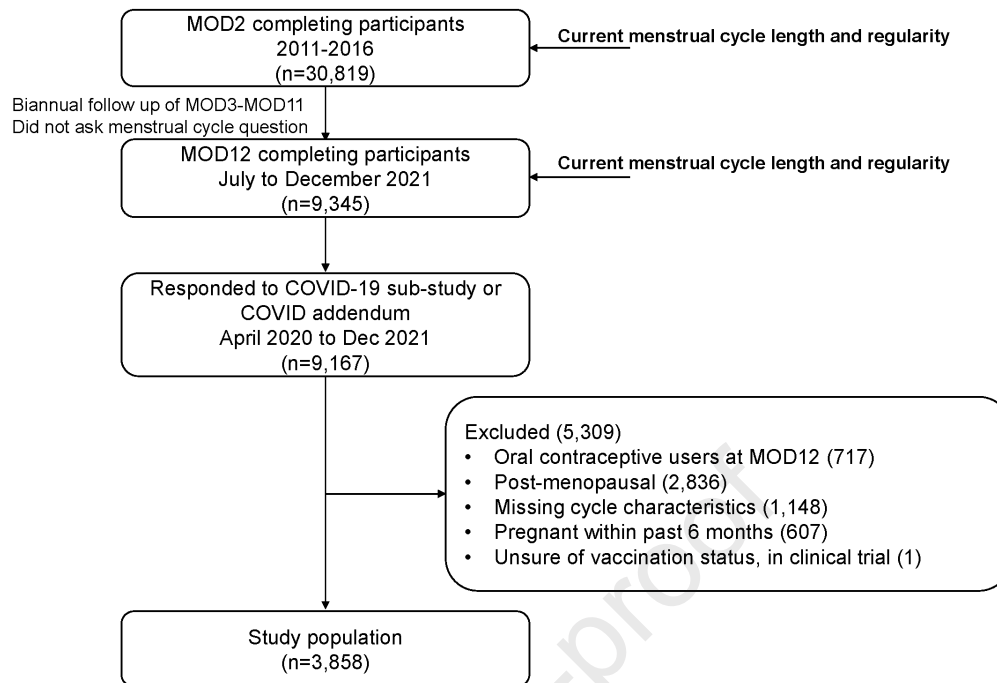 MOD2 completing participants
2011-2016
(n=30,819)
Current menstrual cycle length and regularity
Biannual follow up of MOD3-MOD11
Did not ask menstrual cycle question
MOD12 completing participants
July to December 2021
(n=9,345)
Current menstrual cycle length and regularity
Responded to COVID-19 sub-study or
COVID addendum
April 2020 to Dec 2021
(n=9,167)
Excluded (5,309)
• Oral contraceptive users at MOD12 (717)
• Post-menopausal (2,836)
• Missing cycle characteristics (1,148)
• Pregnant within past 6 months (607)
• Unsure of vaccination status, in clinical trial (1)
Study population
(n=3,858)